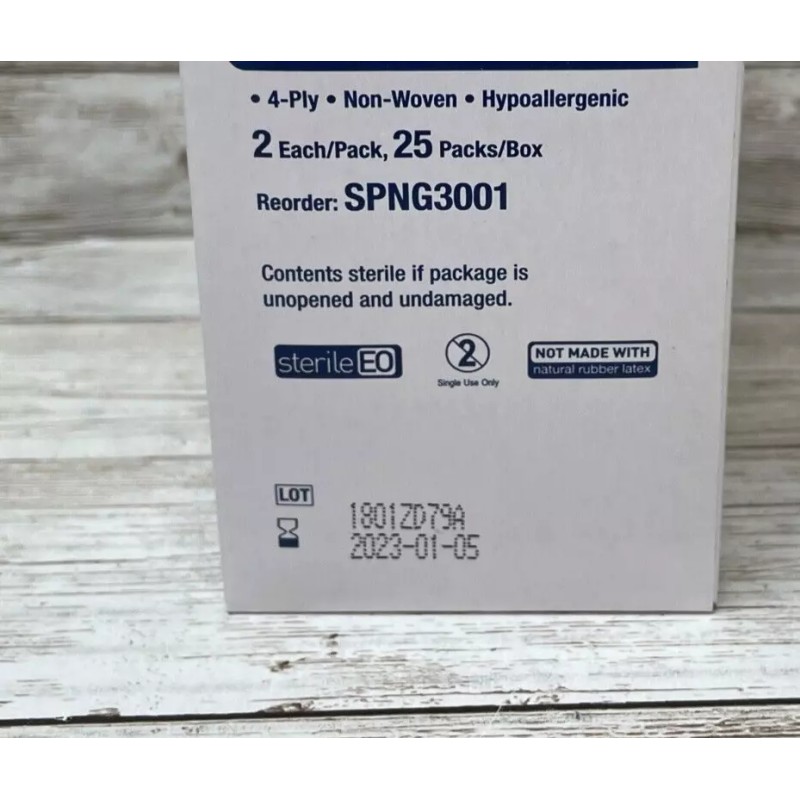 • 4-Ply • Non-Woven • Hypoallergenic
2 Each/Pack, 25 Packs/Box
Reorder: SPNG3001
Contents sterile if package is
unopened and undamaged.
sterile EO
2
Single Use Only
NOT MADE WITH
natural rubber latex
LOT
1801ZD79A
2023-01-05